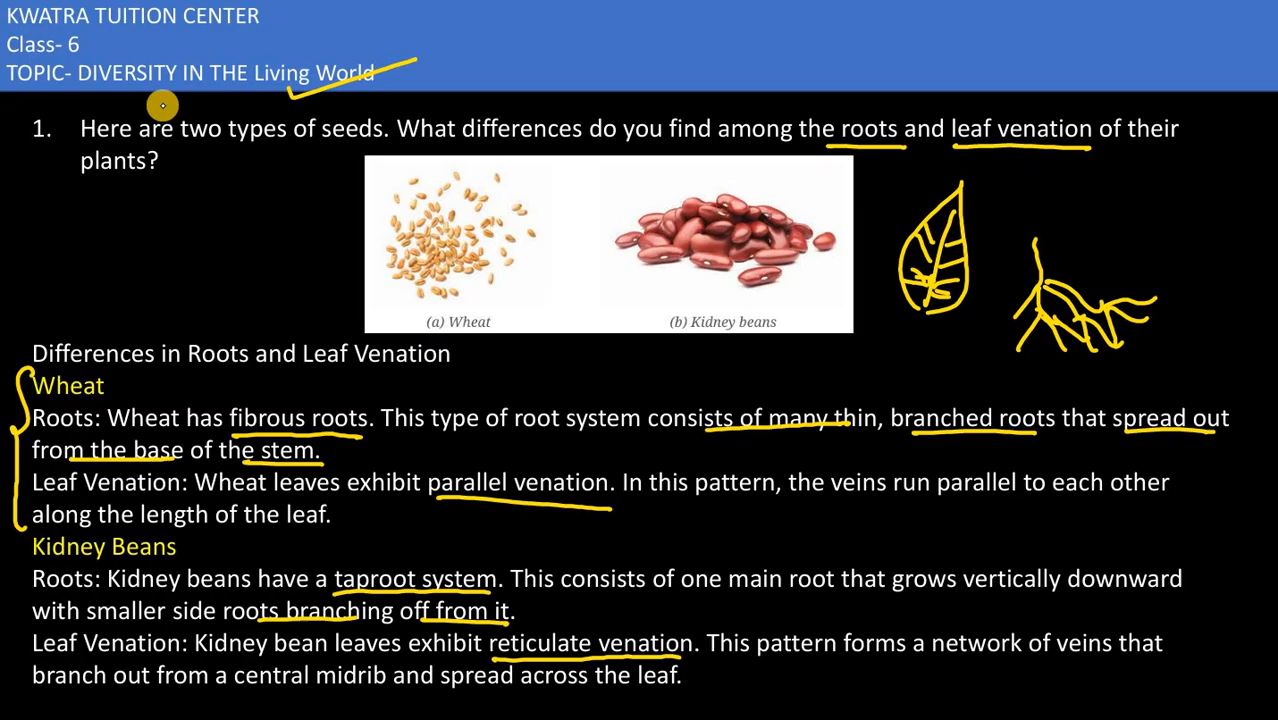 KWATRA TUITION CENTER
Class- 6
TOPIC- DIVERSITY IN THE Living World
1. Here are two types of seeds. What differences do you find among the roots and leaf venation of their
plants?
(a) Wheat
(b) Kidney beans
Differences in Roots and Leaf Venation
Wheat
Roots: Wheat has fibrous roots. This type of root system consists of many thin, branched roots that spread out
from the base of the stem.
Leaf Venation: Wheat leaves exhibit parallel venation. In this pattern, the veins run parallel to each other
along the length of the leaf.
Kidney Beans
Roots: Kidney beans have a taproot system. This consists of one main root that grows vertically downward
with smaller side roots branching off from it.
Leaf Venation: Kidney bean leaves exhibit reticulate venation. This pattern forms a network of veins that
branch out from a central midrib and spread across the leaf.